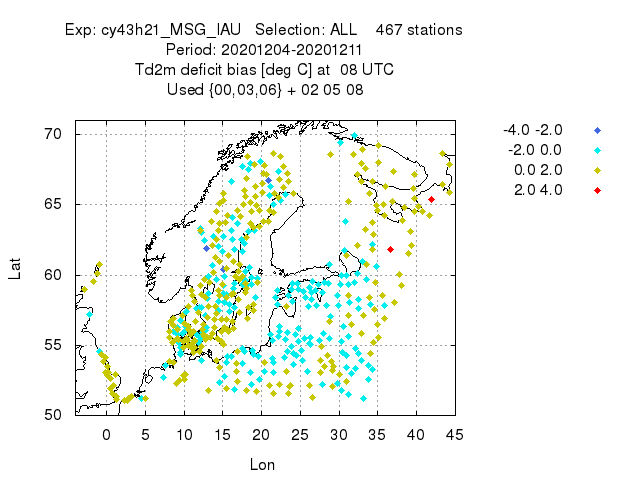 Exp: cy43h21_MSG_IAU   Selection: ALL    467 stations
Period: 20201204-20201211
Td2m deficit bias [deg C] at  08 UTC
Used {00,03,06} + 02 05 08
-4.0 -2.0
-2.0 0.0
0.0 2.0
2.0 4.0
70
65
60
55
50
Lat
0 5 10 15 20 25 30 35 40 45
Lon